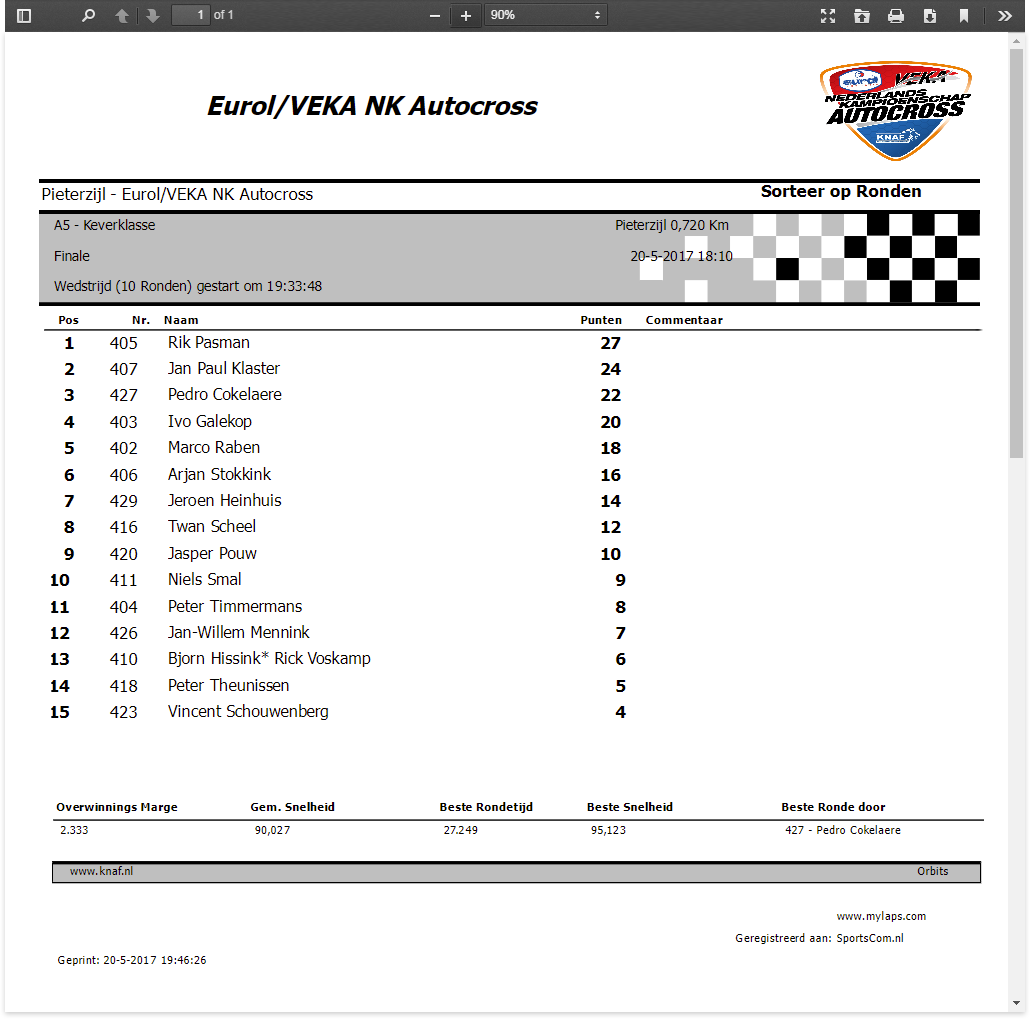 1 of 1 90%
Eurol/VEKA NK Autocross
eurol VEKA
NEDERLANDS
KAMPIOENSCHAP
AUTOCROSS
KNAF
Pieterzijl - Eurol/VEKA NK Autocross Sorteer op Ronden
A5 - Keverklasse Pieterzijl 0,720 Km
Finale 20-5-2017 18:10
Wedstrijd (10 Ronden) gestart om 19:33:48
Pos Nr. Naam Punten Commentaar
1 405 Rik Pasman 27
2 407 Jan Paul Klaster 24
3 427 Pedro Cokelaere 22
4 403 Ivo Galekop 20
5 402 Marco Raben 18
6 406 Arjan Stokkink 16
7 429 Jeroen Heinhuis 14
8 416 Twan Scheel 12
9 420 Jasper Pouw 10
10 411 Niels Smal 9
11 404 Peter Timmermans 8
12 426 Jan-Willem Mennink 7
13 410 Bjorn Hissink* Rick Voskamp 6
14 418 Peter Theunissen 5
15 423 Vincent Schouwenberg 4
Overwinnings Marge Gem. Snelheid Beste Rondetijd Beste Snelheid Beste Ronde door
2.333 90,027 27.249 95,123 427 - Pedro Cokelaere
www.knaf.nl Orbits
www.mylaps.com
Geregistreerd aan: SportsCom.nl
Geprint: 20-5-2017 19:46:26